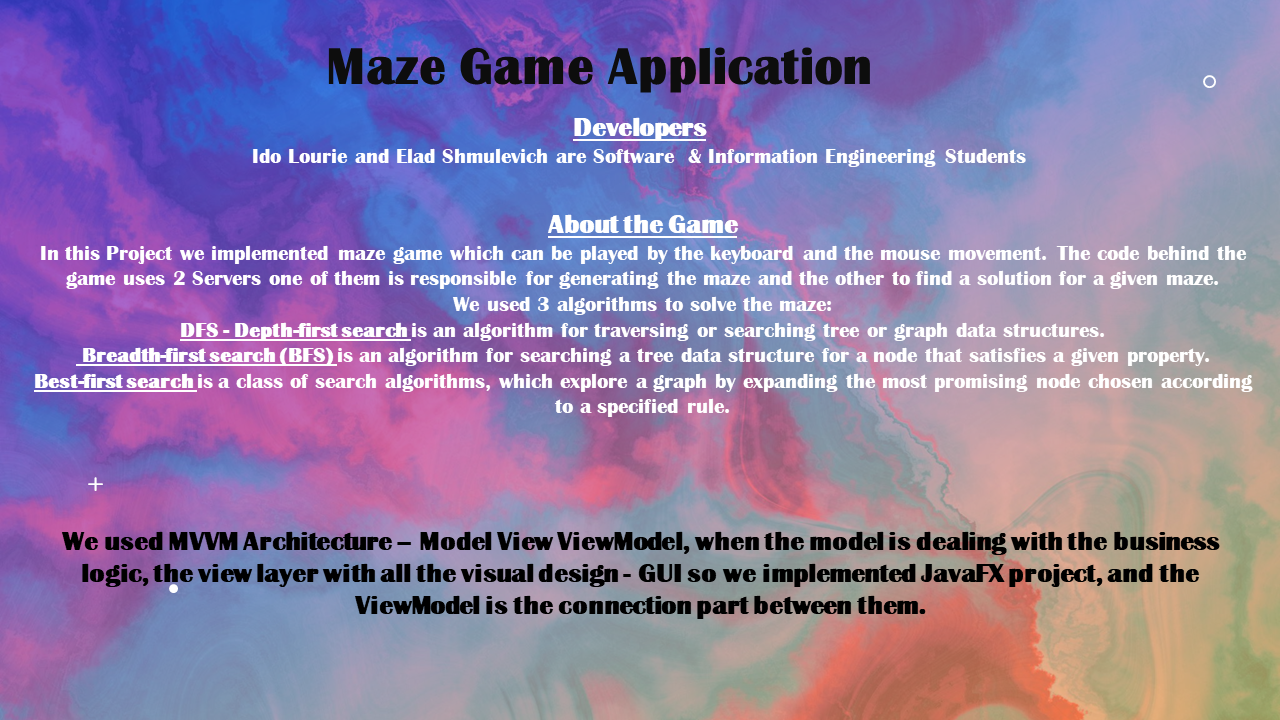 Maze Game Application
Developers
Ido Lourie and Elad Shmulevich are Software & Information Engineering Students
About the Game
In this Project we implemented maze game which can be played by the keyboard and the mouse movement. The code behind the
game uses 2 Servers one of them is responsible for generating the maze and the other to find a solution for a given maze.
We used 3 algorithms to solve the maze:
DFS - Depth-first search is an algorithm for traversing or searching tree or graph data structures.
Breadth-first search (BFS) is an algorithm for searching a tree data structure for a node that satisfies a given property.
Best-first search is a class of search algorithms, which explore a graph by expanding the most promising node chosen according
to a specified rule.
We used MVVM Architecture – Model View ViewModel, when the model is dealing with the business
logic, the view layer with all the visual design - GUI so we implemented JavaFX project, and the
ViewModel is the connection part between them.